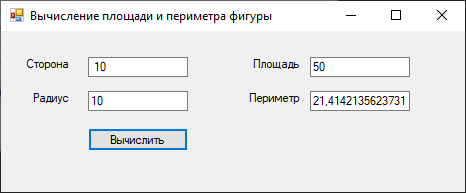 Вычисление площади и периметра фигуры
Сторона 10 Площадь 50
Радиус 10 Периметр 21,4142135623731
Вычислить